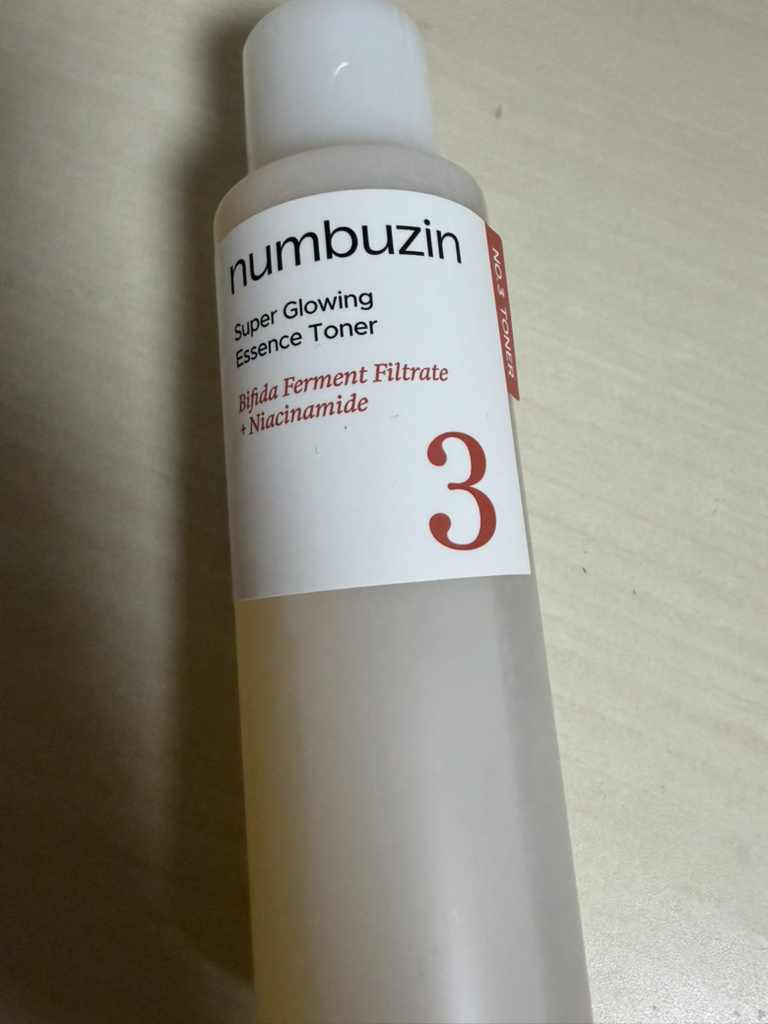 numbuzin
Super Glowing
Essence Toner
Bifida Ferment Filtrate
+ Niacinamide
3
NO.3 TONER